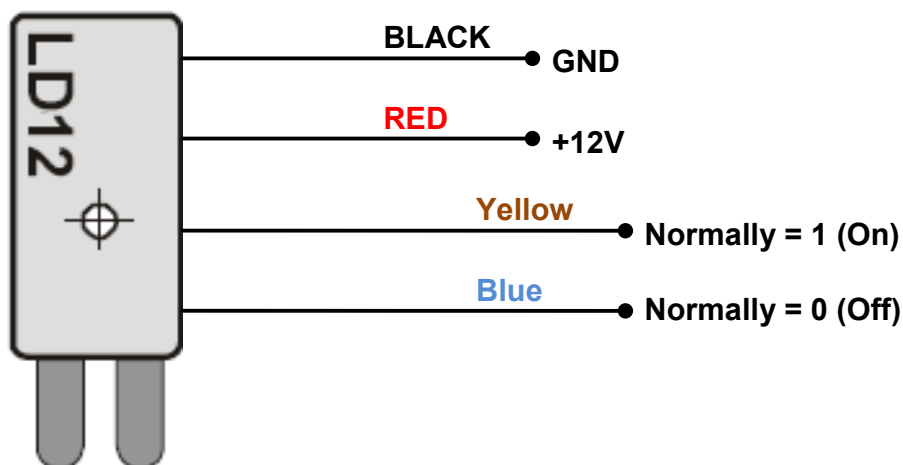 LD12
BLACK
GND
RED
+12V
Yellow
Normally = 1 (On)
Blue
Normally = 0 (Off)